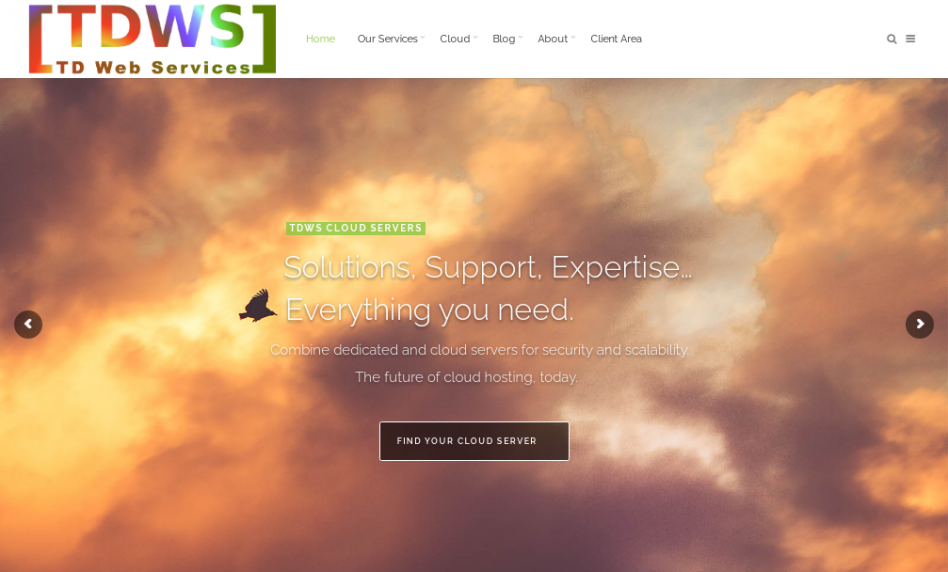 [TDWS]
TD Web Services
Home Our Services Cloud Blog About Client Area
TDWS CLOUD SERVERS
Solutions, Support, Expertise...
Everything you need.
Combine dedicated and cloud servers for security and scalability.
The future of cloud hosting, today.
FIND YOUR CLOUD SERVER